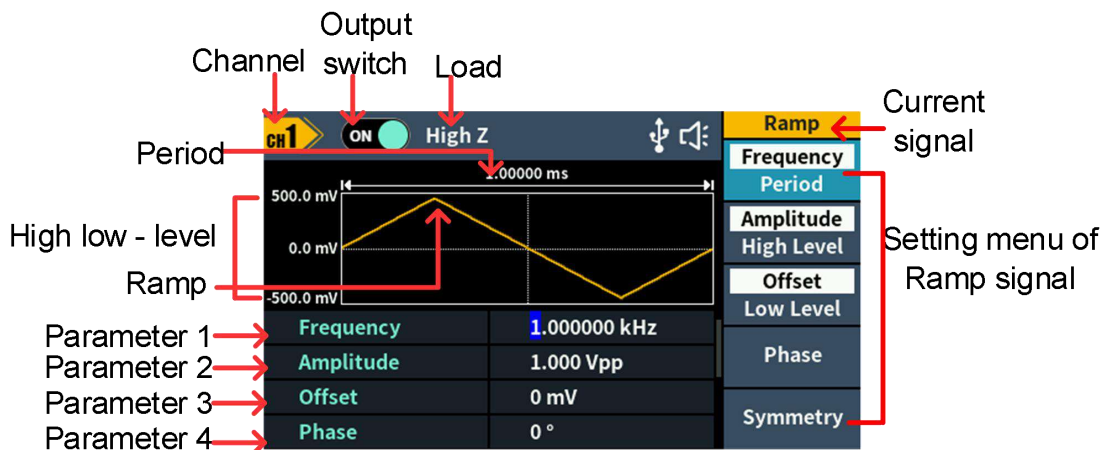 Output
switch
Channel
Load
Current
signal
CH1
ON
High Z
Ramp
Period
1.00000 ms
Frequency
Period
500.0 mV
Amplitude
High Level
High low - level
0.0 mV
Setting menu of
Ramp signal
Offset
Low Level
Ramp
-500.0 mV
Parameter 1
Frequency
1.000000 kHz
Phase
Parameter 2
Amplitude
1.000 Vpp
Parameter 3
Offset
0 mV
Symmetry
Parameter 4
Phase
0 °